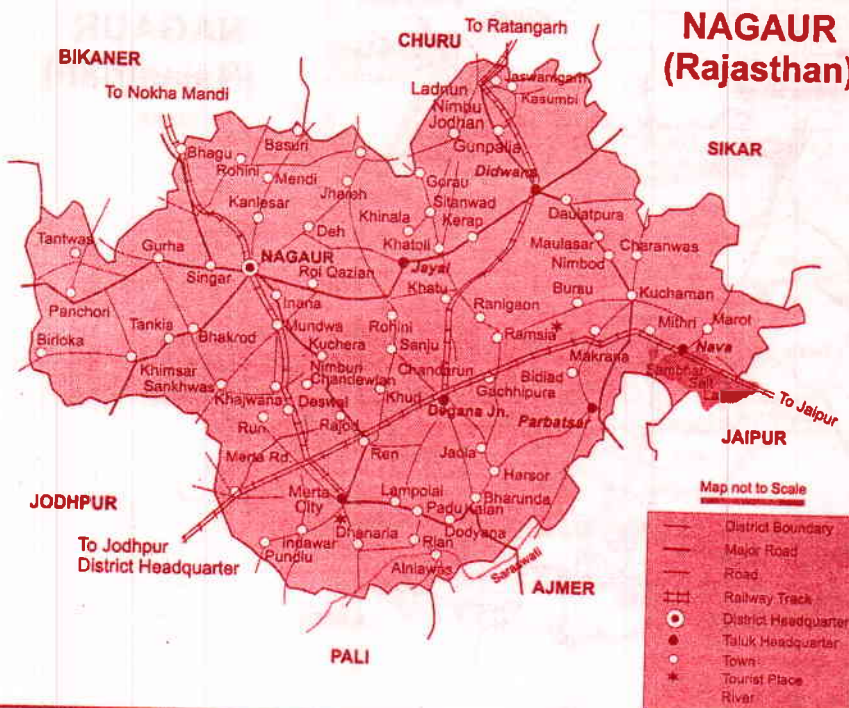 NAGAUR
(Rajasthan)
To Ratangarh
CHURU
BIKANER
To Nokha Mandi
SIKAR
Jaswangarh
Ladnun
Kasumbi
Nimbu
Jodhan
Gunpalia
Basuri
Bhagu
Rohini
Mendi
Didwana
Gorau
Jhareh
Kanlesar
Sitanwad
Khinala
Kerap
Daulatpura
Deh
Tantwas
Gurha
Khatoli
Maulasar
Charanwas
NAGAUR
Jayal
Nimbod
Singar
Roi Qazian
Khatu
Burau
Kuchaman
Inana
Panchori
Ranigaon
Rohini
Mundwa
Tankia
Bhakrod
Ramsia
Mithri
Marot
Birloka
Kuchera
Sanju
Makrana
Nava
Nimburi
Chandarun
Khimsar
Bidiad
Sambhar
Salt
Sankhwas
Chandewlan
Gachhipura
To Jaipur
Khajwana
Deswal
Khud
Degana Jn.
Parbatsar
Run
Rajod
JAIPUR
Ren
Jaola
Merta Rd.
Harsor
Map not to Scale
JODHPUR
Merta
City
Lampolai
Bharunda
Padu Kalan
District Boundary
To Jodhpur
District Headquarter
Dhanaria
Dodyana
Major Road
Indawar
Rian
Pundlu
Road
Alniawas
Saraswati
AJMER
Railway Track
District Headquarter
Taluk Headquarter
PALI
Town
Tourist Place
River